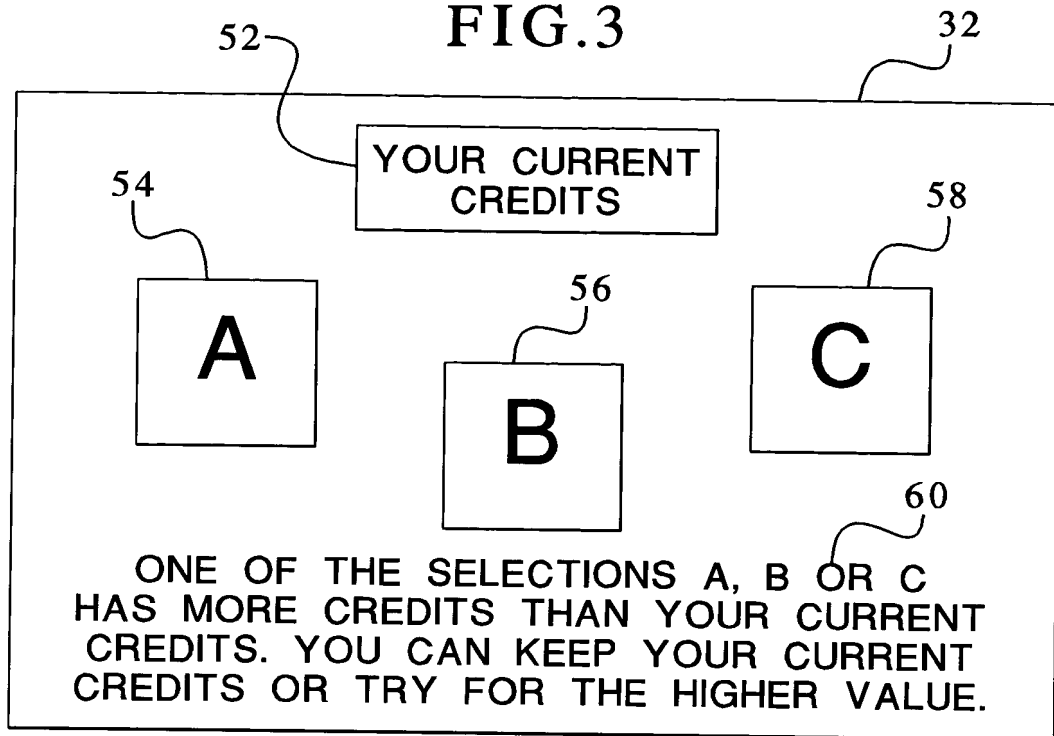 FIG.3
52
32
YOUR CURRENT
CREDITS
54
58
A
56
C
B
60
ONE OF THE SELECTIONS A, B OR C
HAS MORE CREDITS THAN YOUR CURRENT
CREDITS. YOU CAN KEEP YOUR CURRENT
CREDITS OR TRY FOR THE HIGHER VALUE.